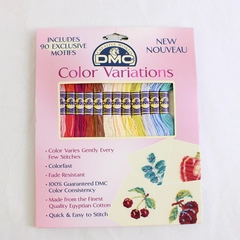 INCLUDES
90 EXCLUSIVE
MOTIFS
DMC
NEW
NOUVEAU
Color Variations
• Color Varies Gently Every
Few Stitches
• Colorfast
• Fade Resistant
• 100% Guaranteed DMC
Color Consistency
• Made from the Finest
Quality Egyptian Cotton
• Quick & Easy to Stitch